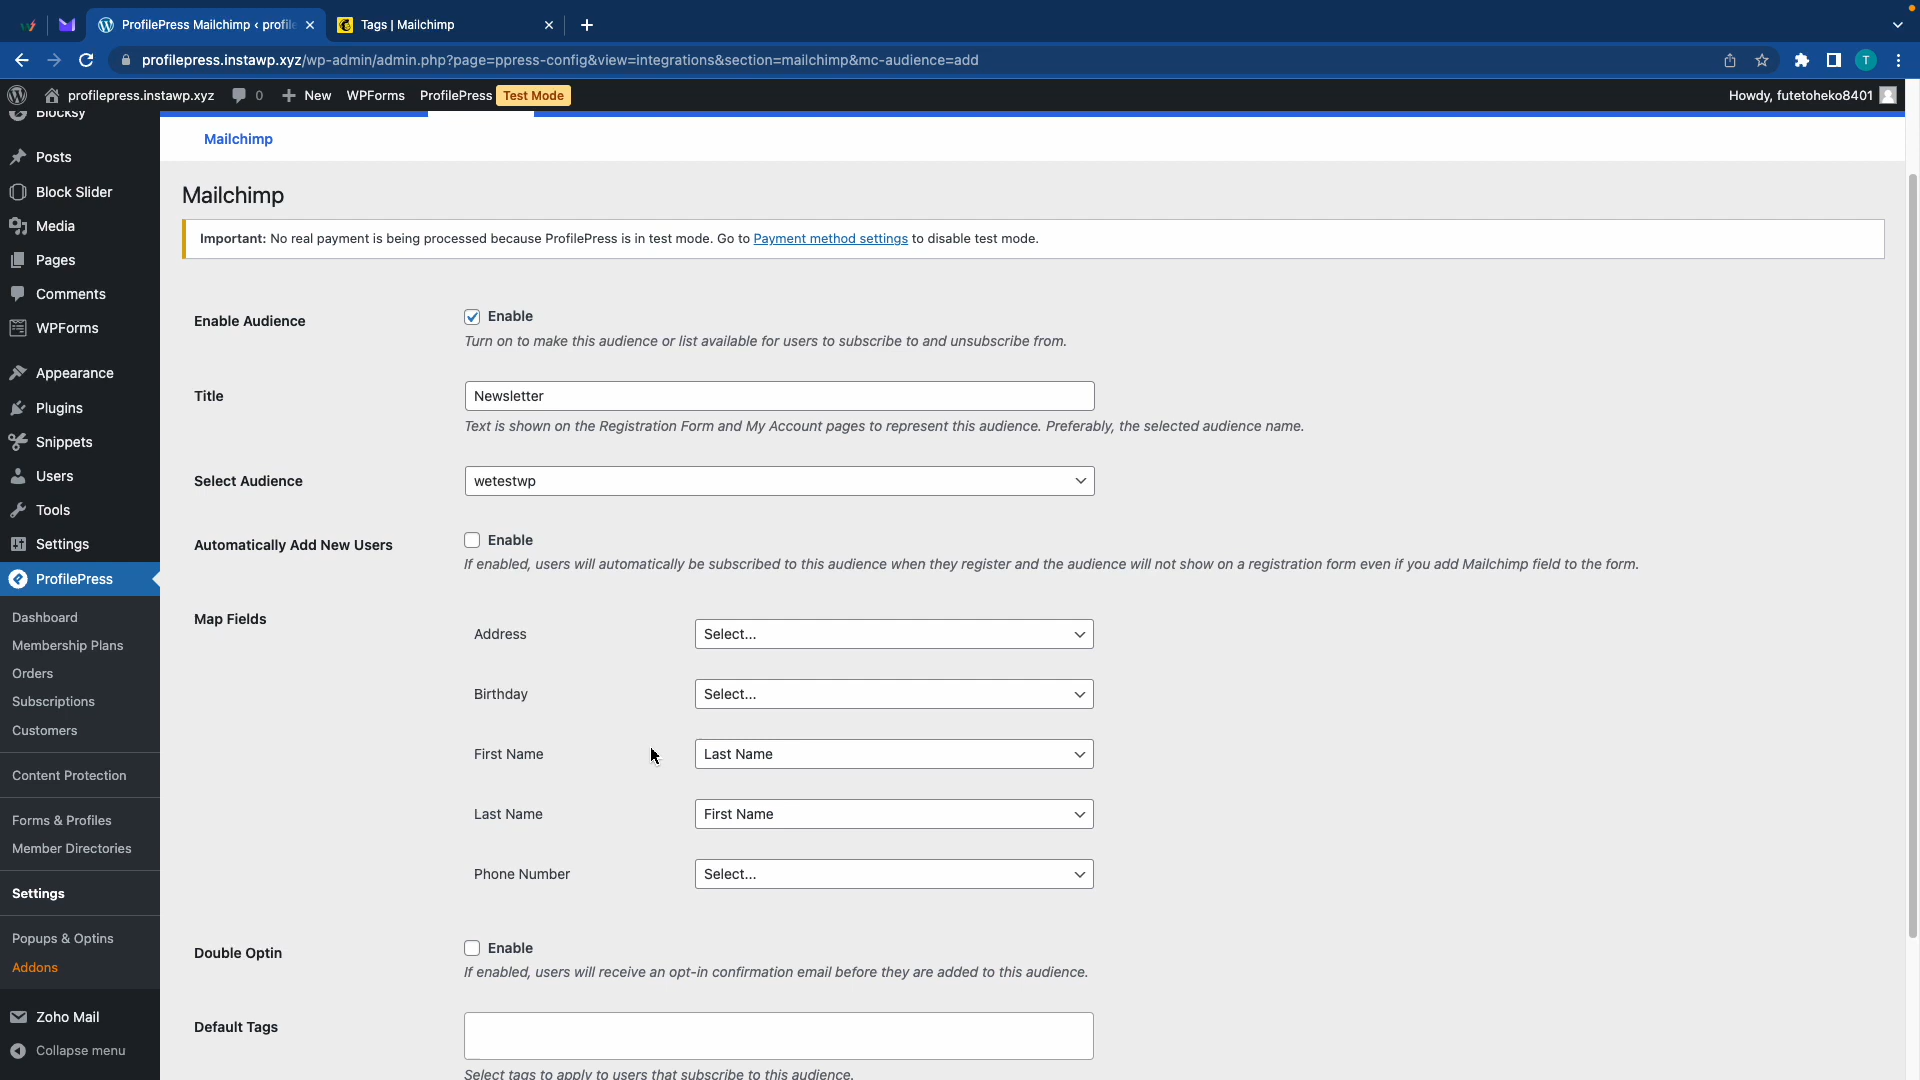 ProfilePress Mailchimp ‹ profile
Tags | Mailchimp
profilepress.instawp.xyz/wp-admin/admin.php?page=ppress-config&view=integrations&section=mailchimp&mc-audience=add
T
profilepress.instawp.xyz
0
New
WPForms
ProfilePress
Test Mode
Howdy, futetoheko8401
Blocksy
Posts
Block Slider
Media
Pages
Comments
WPForms
Appearance
Plugins
Snippets
Users
Tools
Settings
ProfilePress
Dashboard
Membership Plans
Orders
Subscriptions
Customers
Content Protection
Forms & Profiles
Member Directories
Settings
Popups & Optins
Addons
Zoho Mail
Collapse menu
Mailchimp
Mailchimp
Important: No real payment is being processed because ProfilePress is in test mode. Go to Payment method settings to disable test mode.
Enable Audience
Enable
Turn on to make this audience or list available for users to subscribe to and unsubscribe from.
Title
Newsletter
Text is shown on the Registration Form and My Account pages to represent this audience. Preferably, the selected audience name.
Select Audience
wetestwp
Automatically Add New Users
Enable
If enabled, users will automatically be subscribed to this audience when they register and the audience will not show on a registration form even if you add Mailchimp field to the form.
Map Fields
Address
Select...
Birthday
Select...
First Name
Last Name
Last Name
First Name
Phone Number
Select...
Double Optin
Enable
If enabled, users will receive an opt-in confirmation email before they are added to this audience.
Default Tags
Select tags to apply to users that subscribe to this audience.